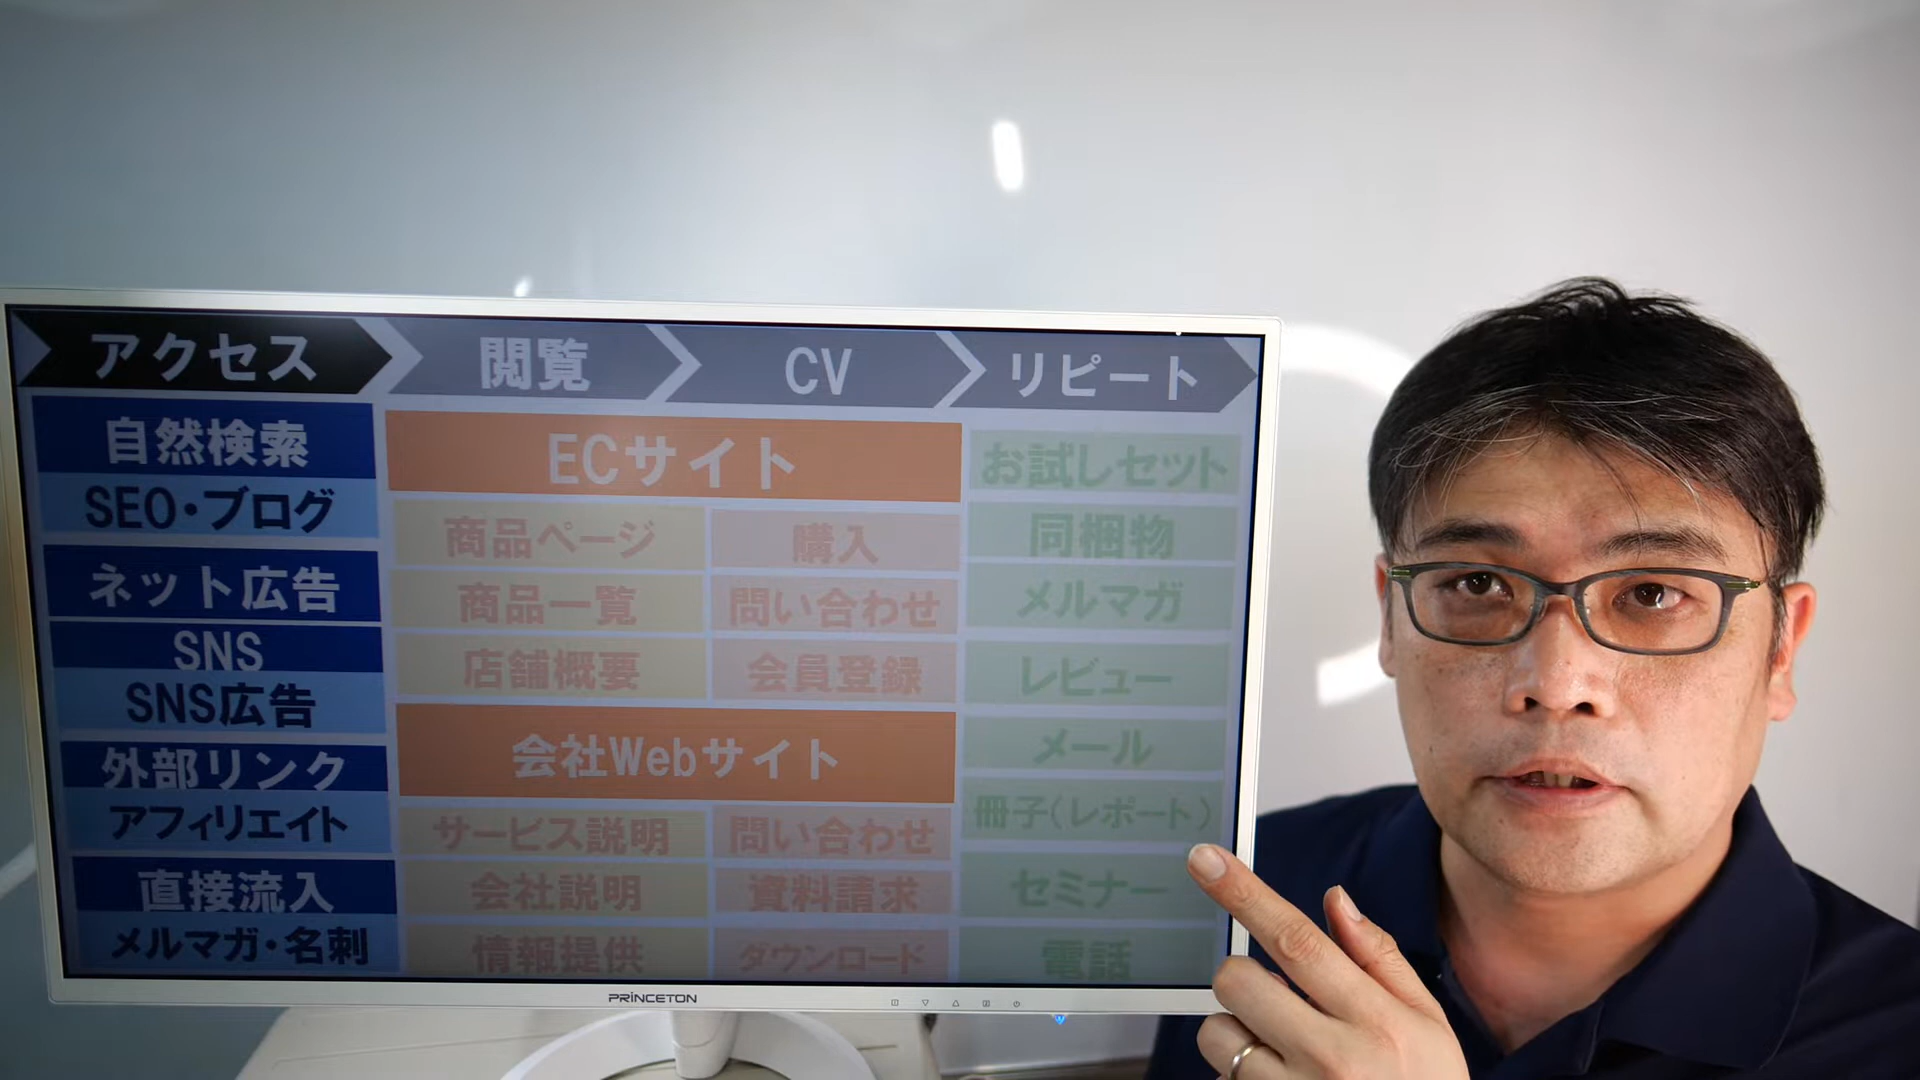 アクセス
閲覧
CV
リピート
自然検索
SEO・ブログ
ネット広告
SNS
SNS広告
外部リンク
アフィリエイト
直接流入
メルマガ・名刺
ECサイト
商品ページ
購入
商品一覧
問い合わせ
店舗概要
会員登録
会社Webサイト
サービス説明
問い合わせ
会社説明
資料請求
情報提供
ダウンロード
お試しセット
同梱物
メルマガ
レビュー
メール
冊子(レポート)
セミナー
電話
PRINCETON